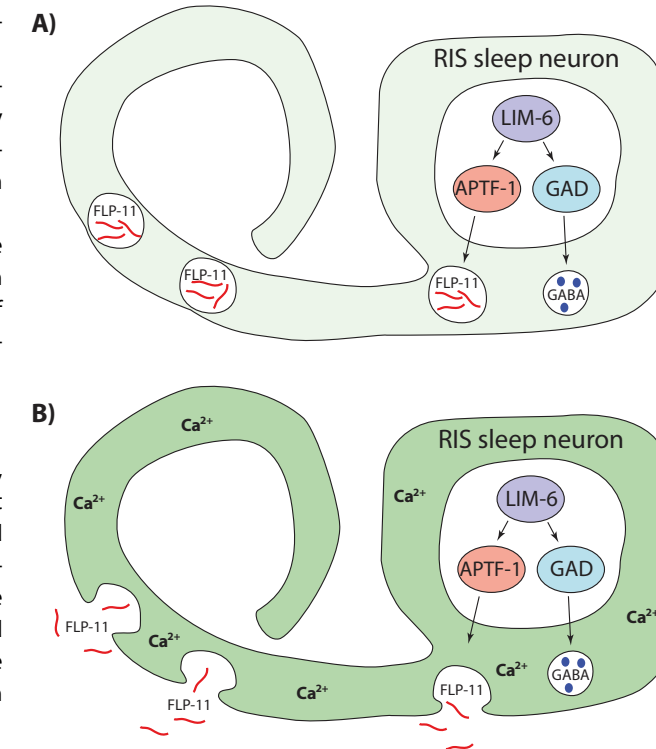 A)
RIS sleep neuron
LIM-6
APTF-1 GAD
FLP-11
FLP-11
FLP-11
GABA
B)
Ca2+
RIS sleep neuron
Ca2+
Ca2+
LIM-6
APTF-1 GAD
Ca2+
FLP-11
Ca2+
Ca2+
GABA
FLP-11
Ca2+
FLP-11